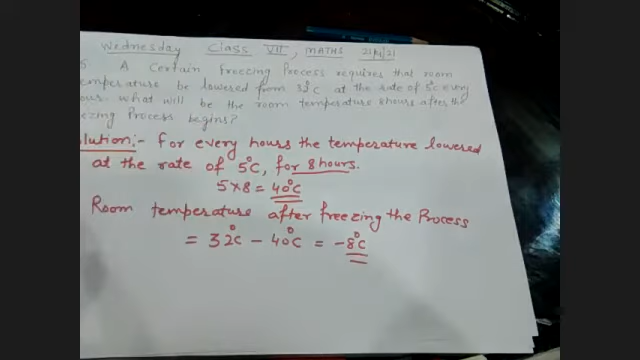 Wednesday Class VII, MATHS 21/4/21
A Certain freezing Process requires that room
temperature be lowered from 32°C at the rate of 5°C every
hour. what will be the room temperature 8hours after the
freezing Process begins?
Solution:- For every hours the temperature lowered
at the rate of 5°C, for 8 hours.
5×8 = 40°C
Room temperature after freezing the Process
= 32°C - 40°C = -8°C